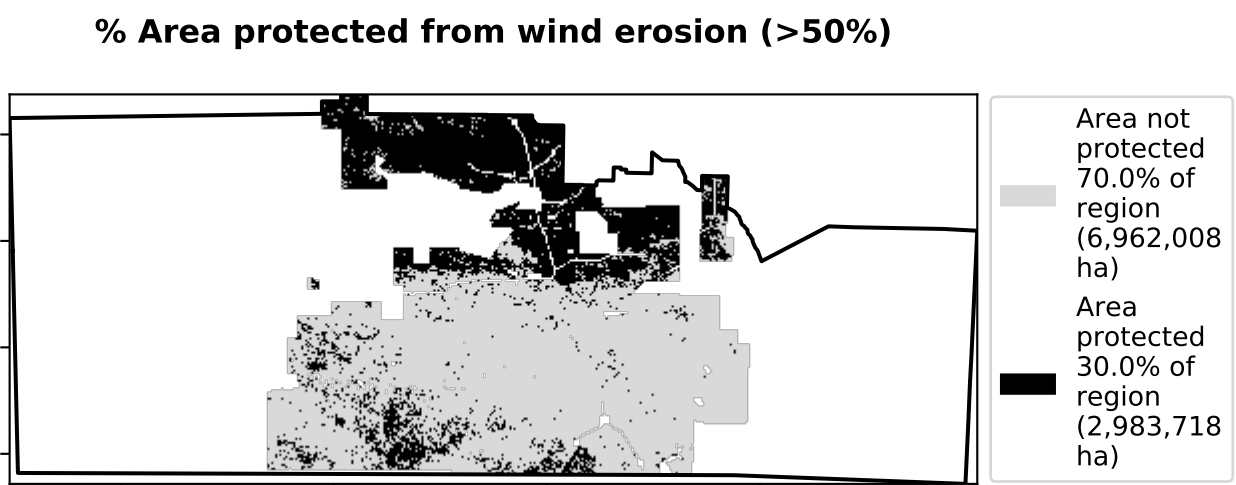 % Area protected from wind erosion (>50%)
Area not
protected
70.0% of
region
(6,962,008
ha)
Area
protected
30.0% of
region
(2,983,718
ha)